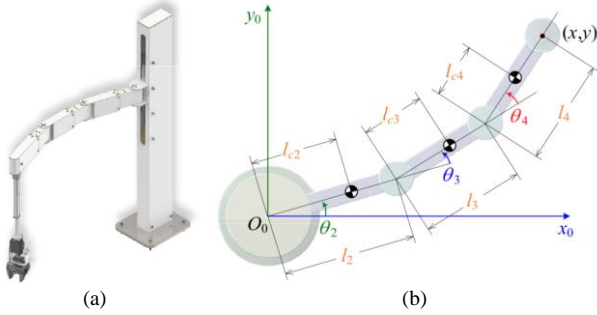 y₀
(x,y)
l_c4
l_c3
θ₄
l₄
l_c2
θ₃
O₀
θ₂
l₃
x₀
l₂
(a)
(b)